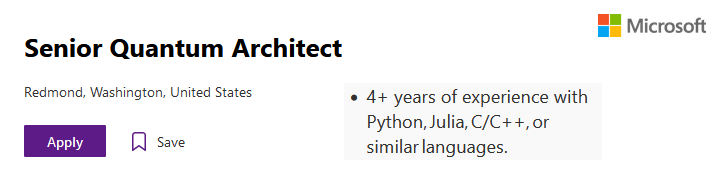 Microsoft
Senior Quantum Architect
Redmond, Washington, United States
Apply
Save
• 4+ years of experience with
Python, Julia, C/C++, or
similar languages.